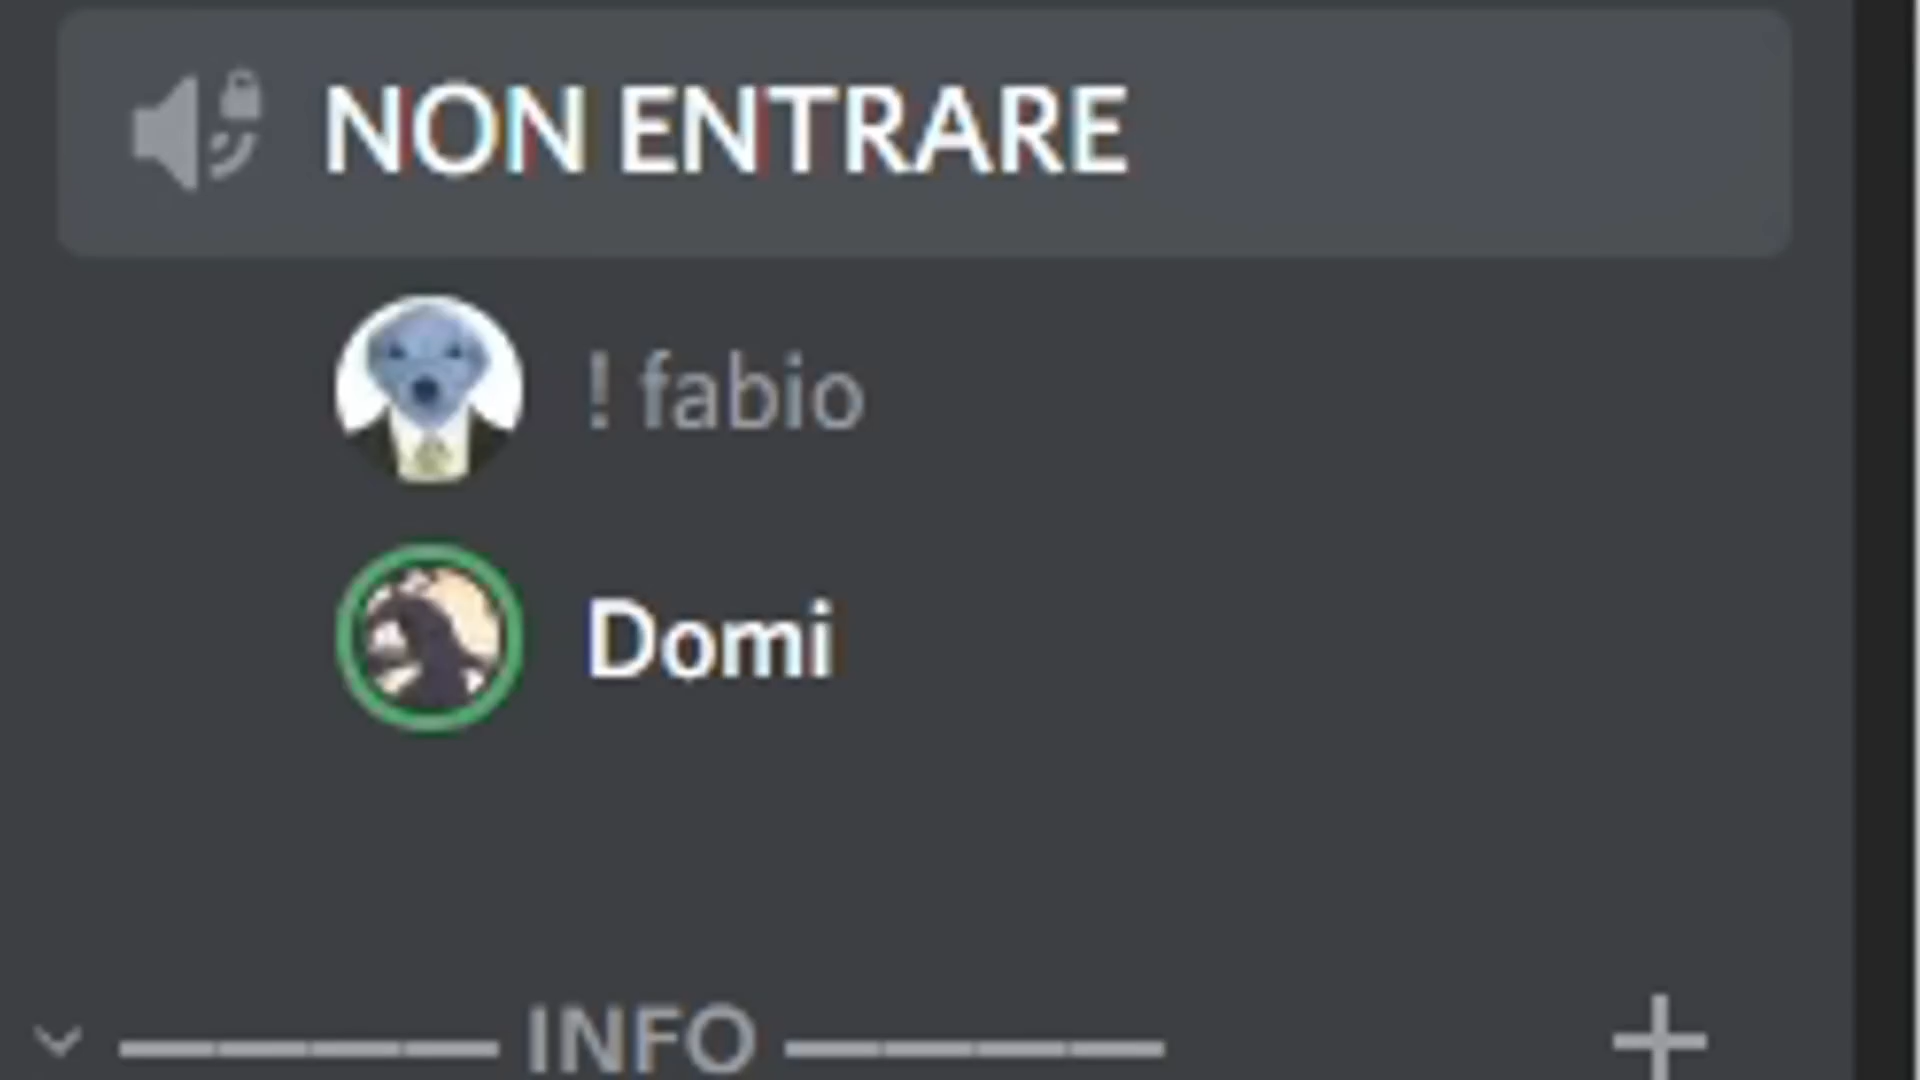 NON ENTRARE
! fabio
Domi
———— INFO ————